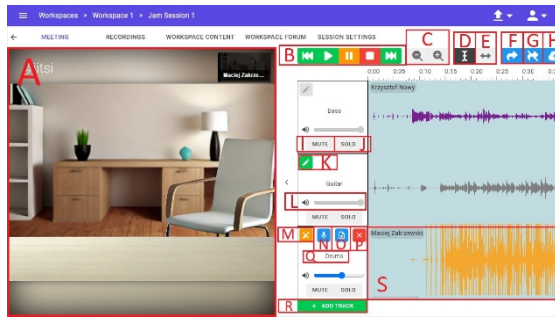 Workspaces > Workspace 1 > Jam Session 1
MEETING RECORDINGS WORKSPACE CONTENT WORKSPACE FORUM SESSION SETTINGS
A
Jitsi
Maciej Zakrze...
B
C
D
E
F
G
H
0:00 0:05 0:10 0:15 0:20 0:25 0:30
Krzysztof Nowy
Bass
MUTE SOLO
I
J
K
Guitar
L
MUTE SOLO
M
N
O
P
Maciej Zakrzewski
Q
Drums
MUTE SOLO
S
R
+ ADD TRACK